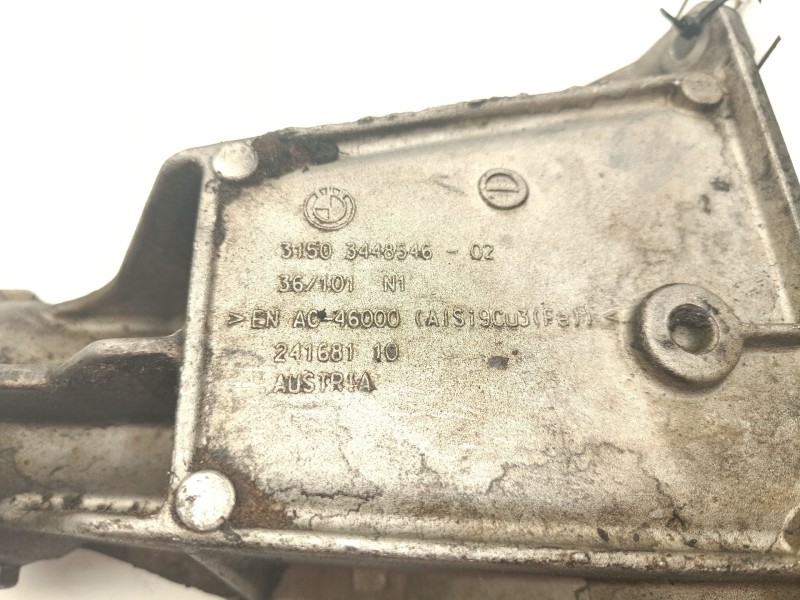 3150 3448546 - 02
36/101 N1
>EN AC-46000 (AlSi9Cu3(Fe))<
241681 10
AUSTRIA